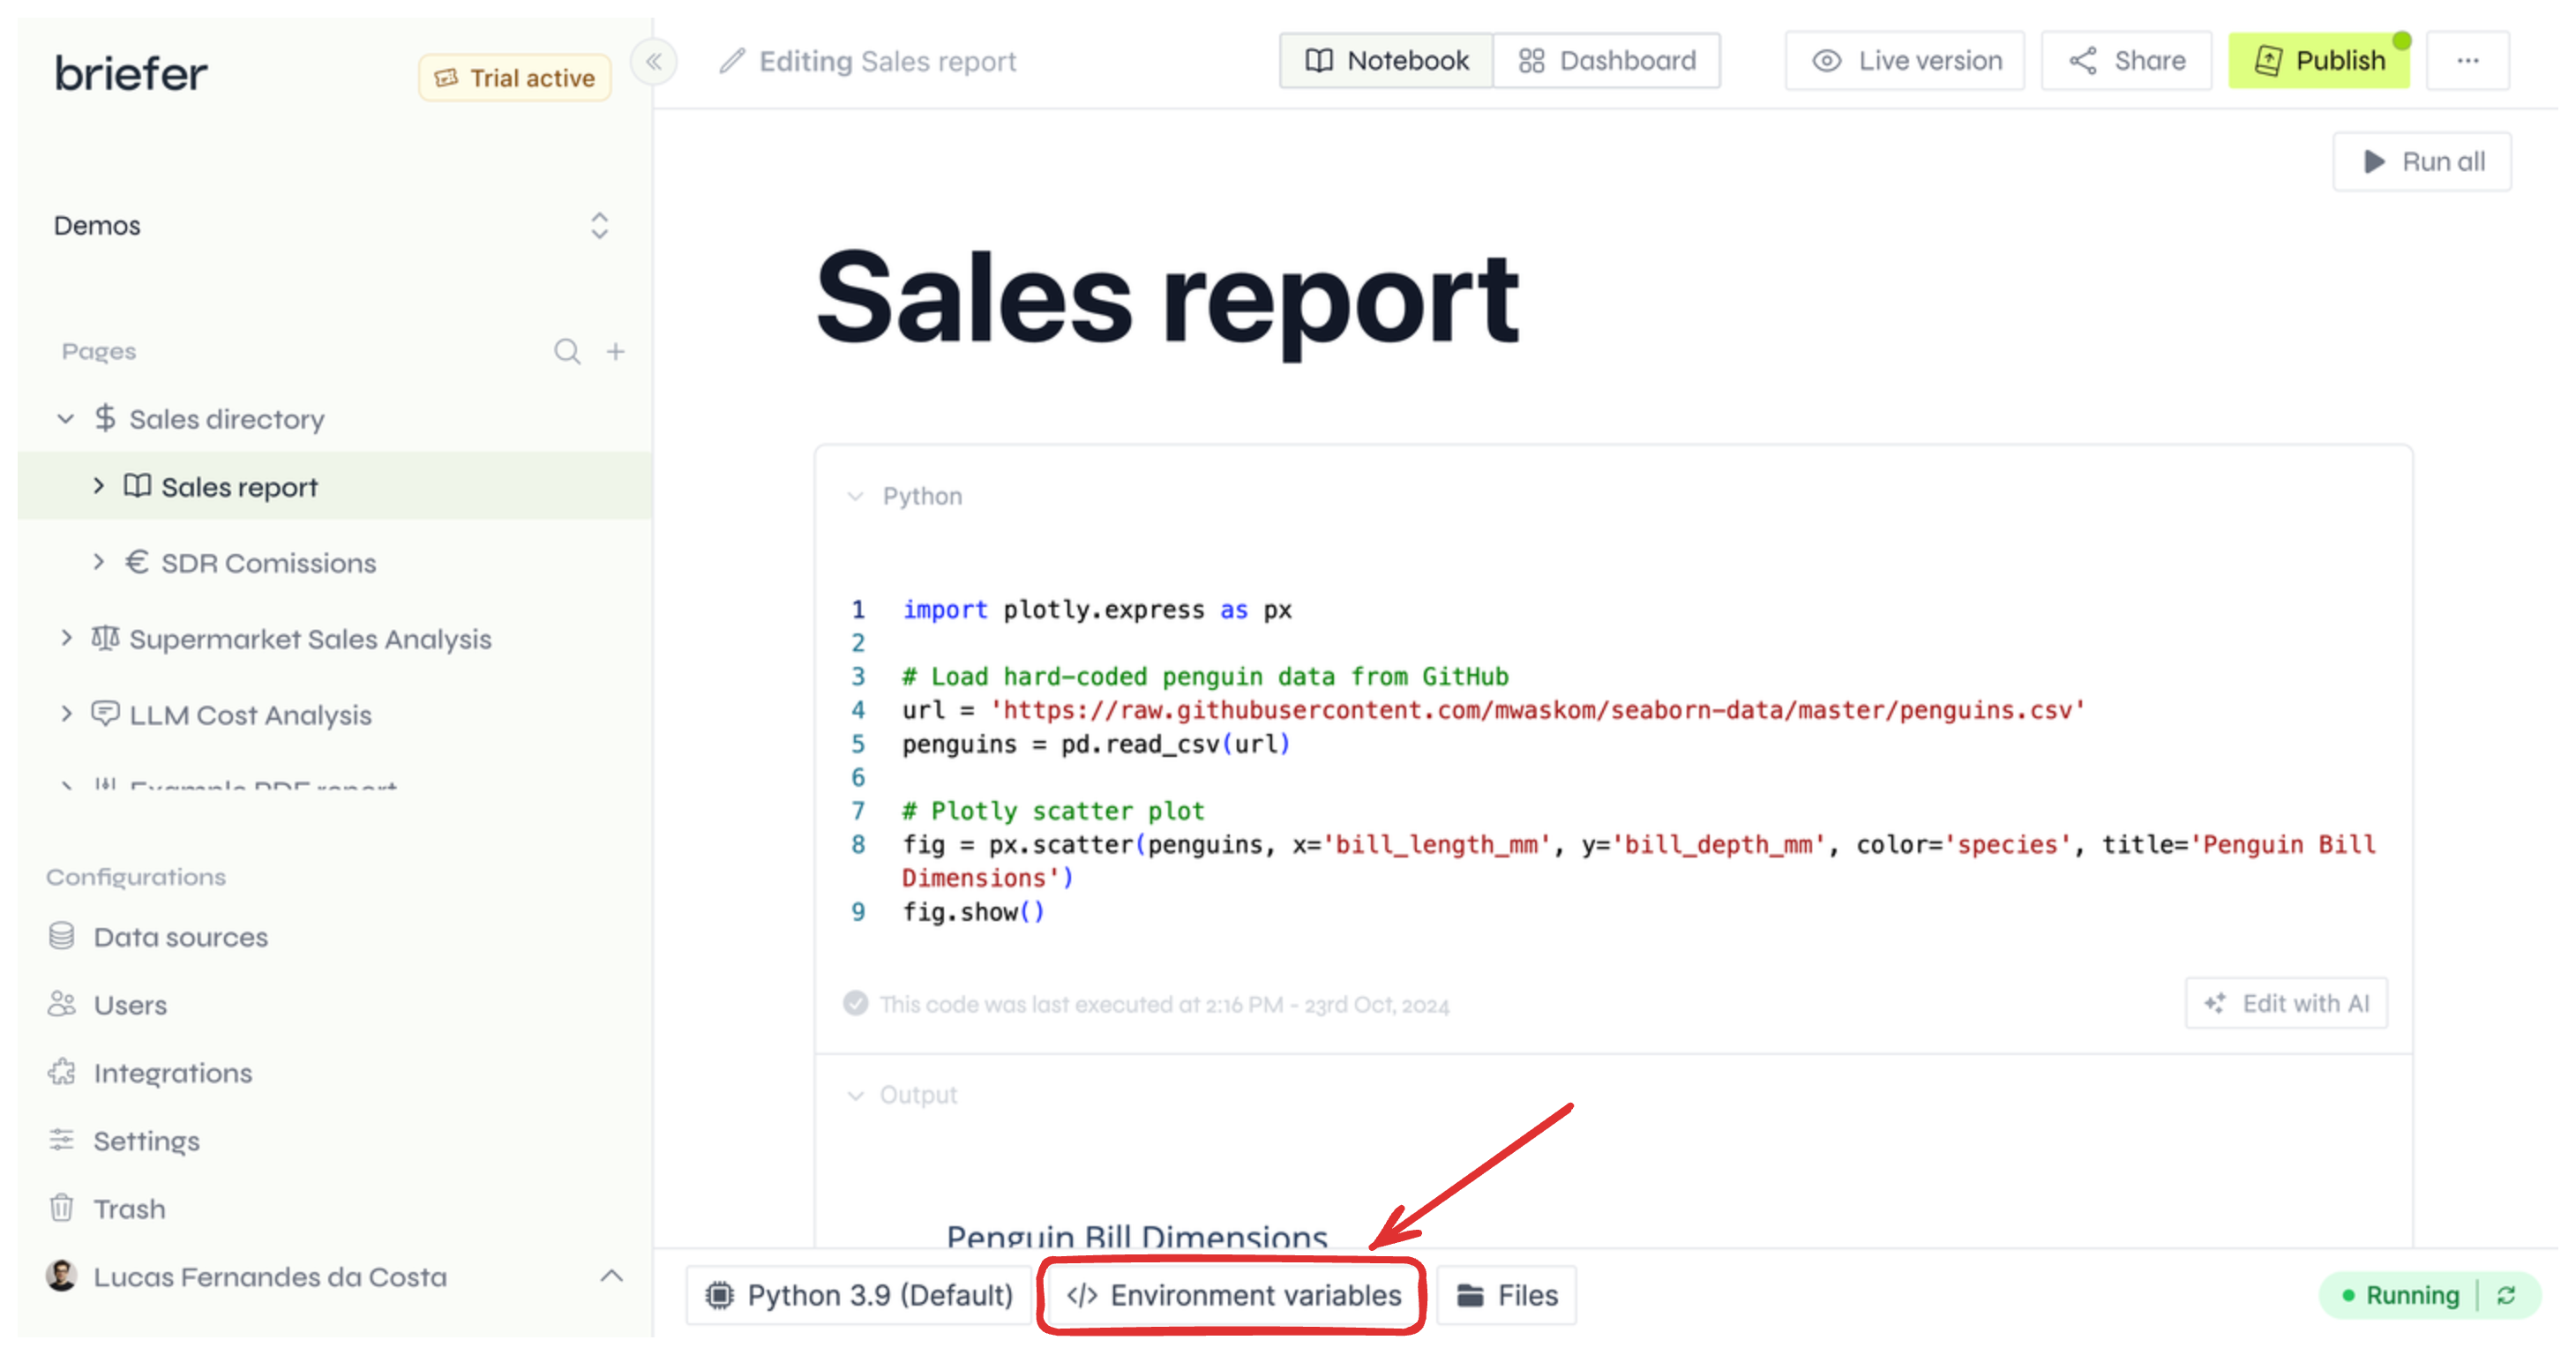 briefer
Trial active
Demos
Pages
Sales directory
Sales report
SDR Comissions
Supermarket Sales Analysis
LLM Cost Analysis
Example PDF report
Configurations
Data sources
Users
Integrations
Settings
Trash
Lucas Fernandes da Costa
Editing Sales report
Notebook
Dashboard
Live version
Share
Publish
Run all
Sales report
Python
1 import plotly.express as px
2
3 # Load hard-coded penguin data from GitHub
4 url = 'https://raw.githubusercontent.com/mwaskom/seaborn-data/master/penguins.csv'
5 penguins = pd.read_csv(url)
6
7 # Plotly scatter plot
8 fig = px.scatter(penguins, x='bill_length_mm', y='bill_depth_mm', color='species', title='Penguin Bill
Dimensions')
9 fig.show()
This code was last executed at 2:16 PM - 23rd Oct, 2024
Edit with AI
Output
Penguin Bill Dimensions
Python 3.9 (Default)
</> Environment variables
Files
Running